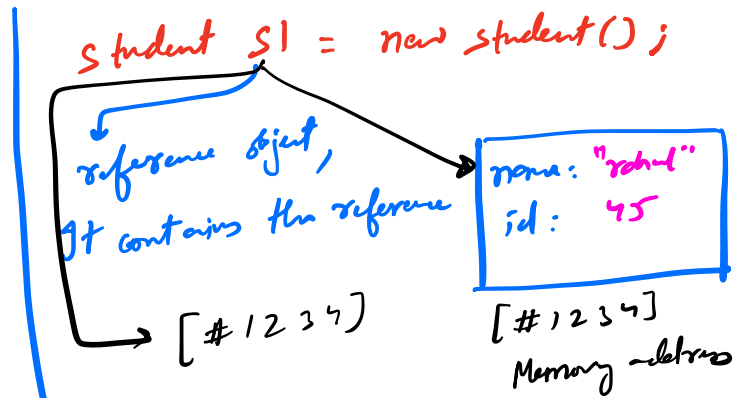 student s1 = new student();
reference object,
It contains the reference
name: "rahul"
id: 45
[#1234]
[#1234]
Memory address